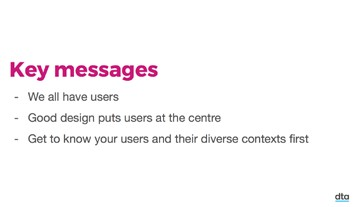 Key messages
- We all have users
- Good design puts users at the centre
- Get to know your users and their diverse contexts first
dta